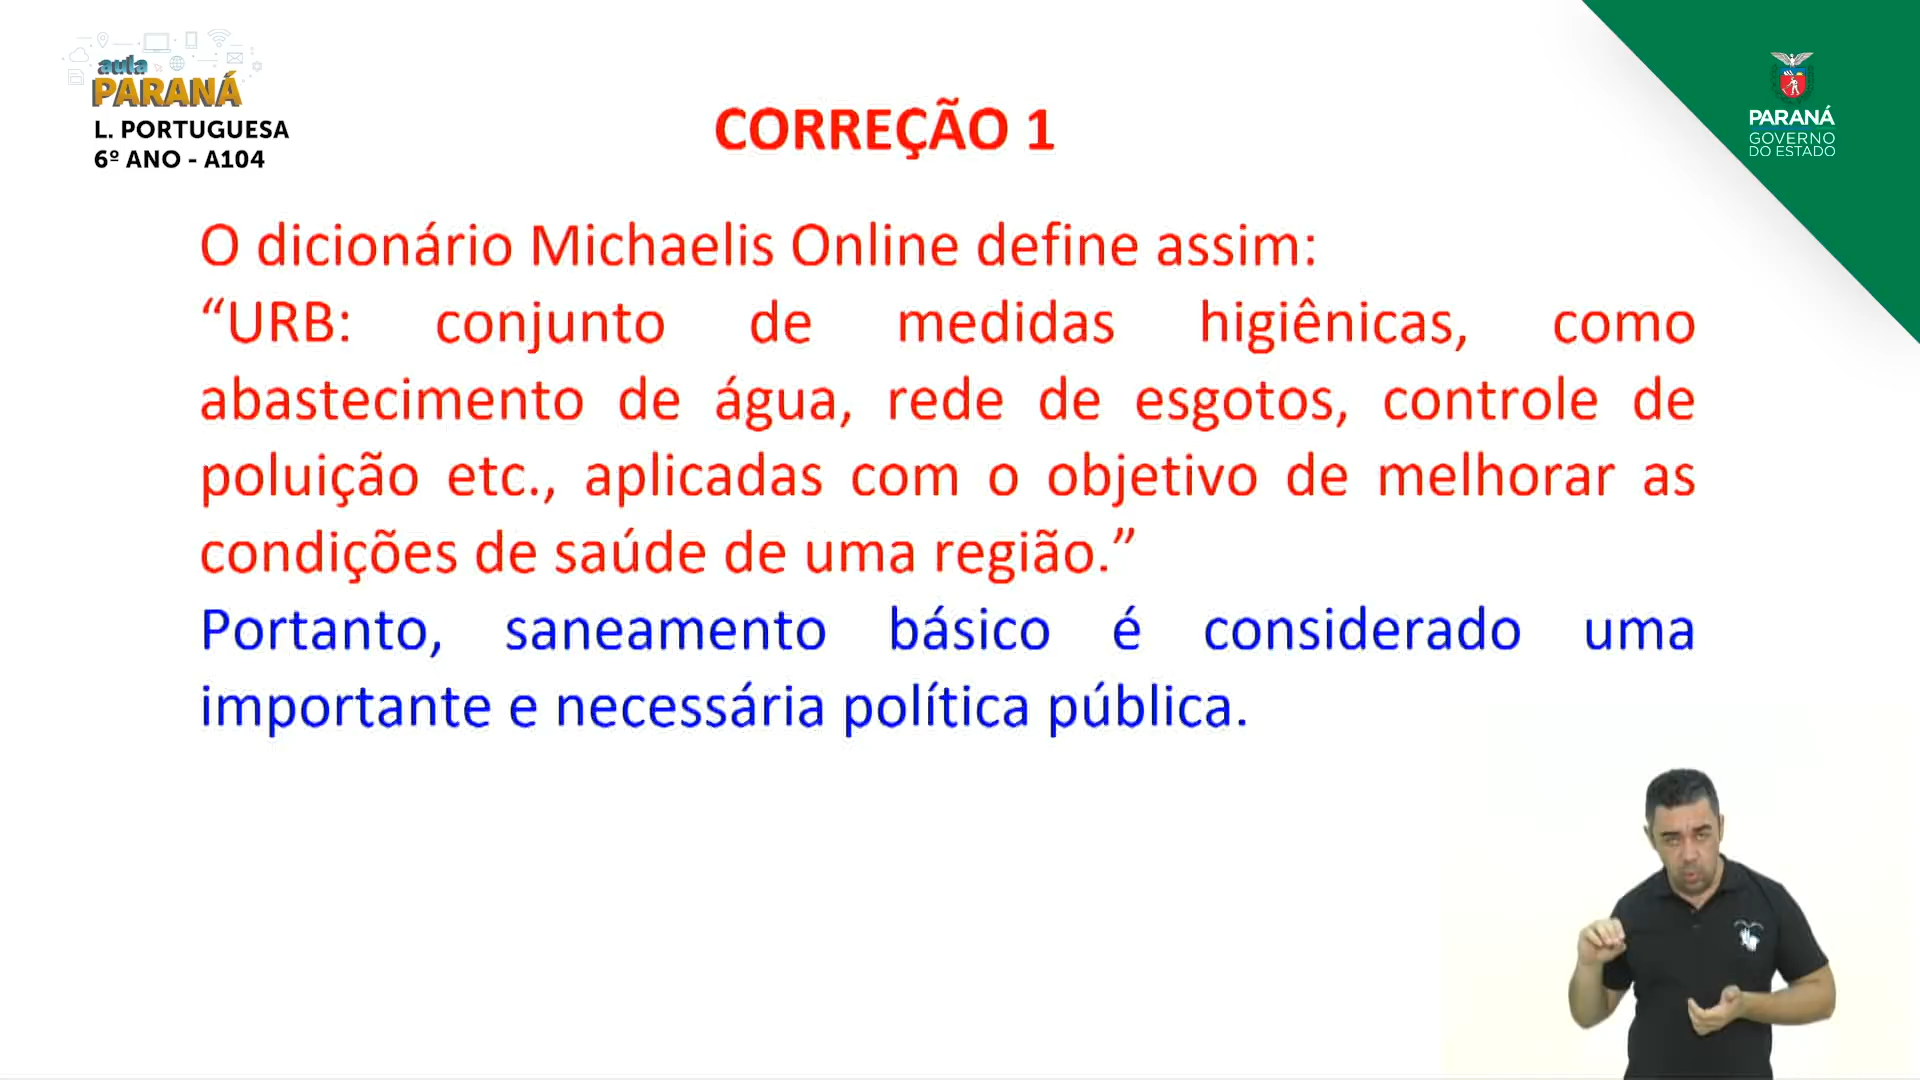 aula
PARANÁ
L. PORTUGUESA
6º ANO - A104
CORREÇÃO 1
PARANÁ
GOVERNO
DO ESTADO
O dicionário Michaelis Online define assim:
“URB: conjunto de medidas higiênicas, como
abastecimento de água, rede de esgotos, controle de
poluição etc., aplicadas com o objetivo de melhorar as
condições de saúde de uma região.”
Portanto, saneamento básico é considerado uma
importante e necessária política pública.